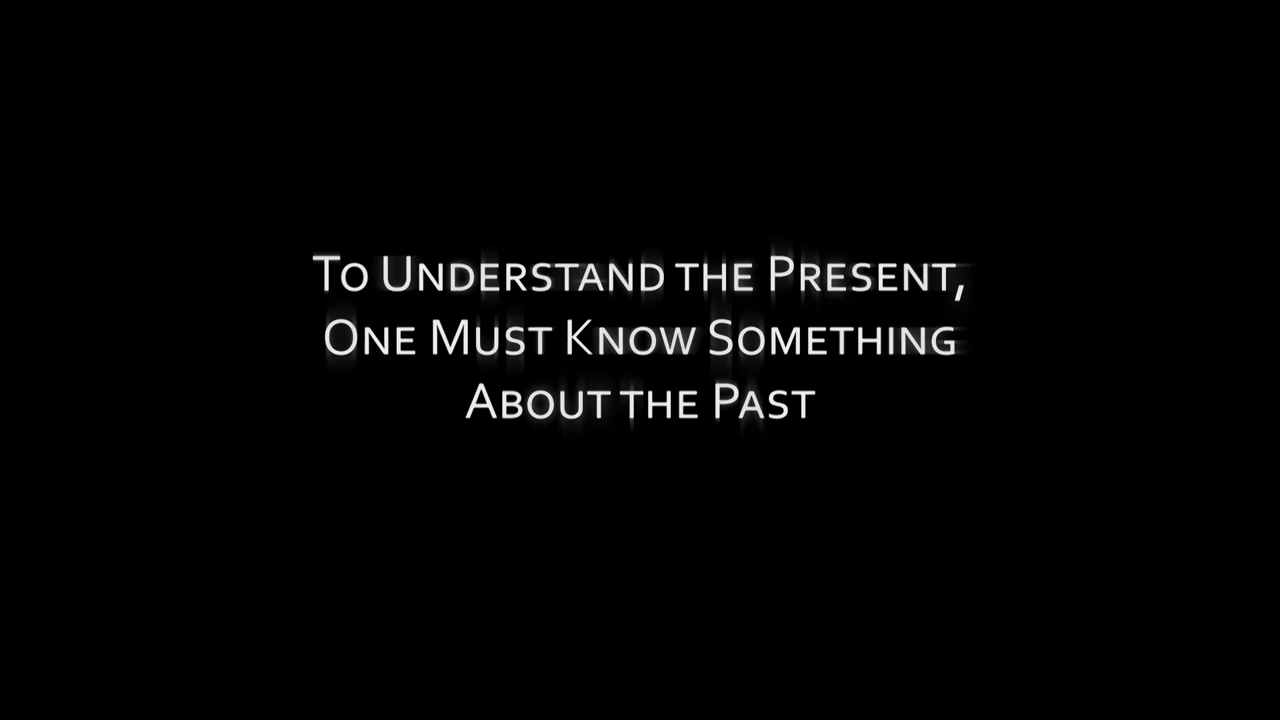 To Understand the Present,
One Must Know Something
About the Past